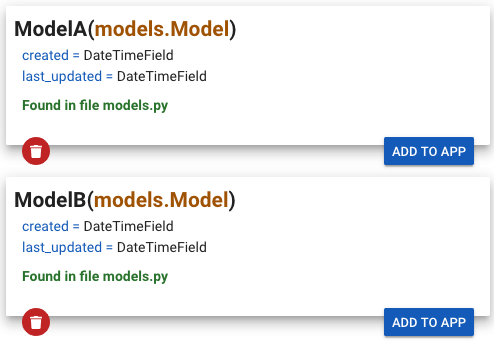 ModelA(models.Model)
created = DateTimeField
last_updated = DateTimeField
Found in file models.py
ADD TO APP
ModelB(models.Model)
created = DateTimeField
last_updated = DateTimeField
Found in file models.py
ADD TO APP